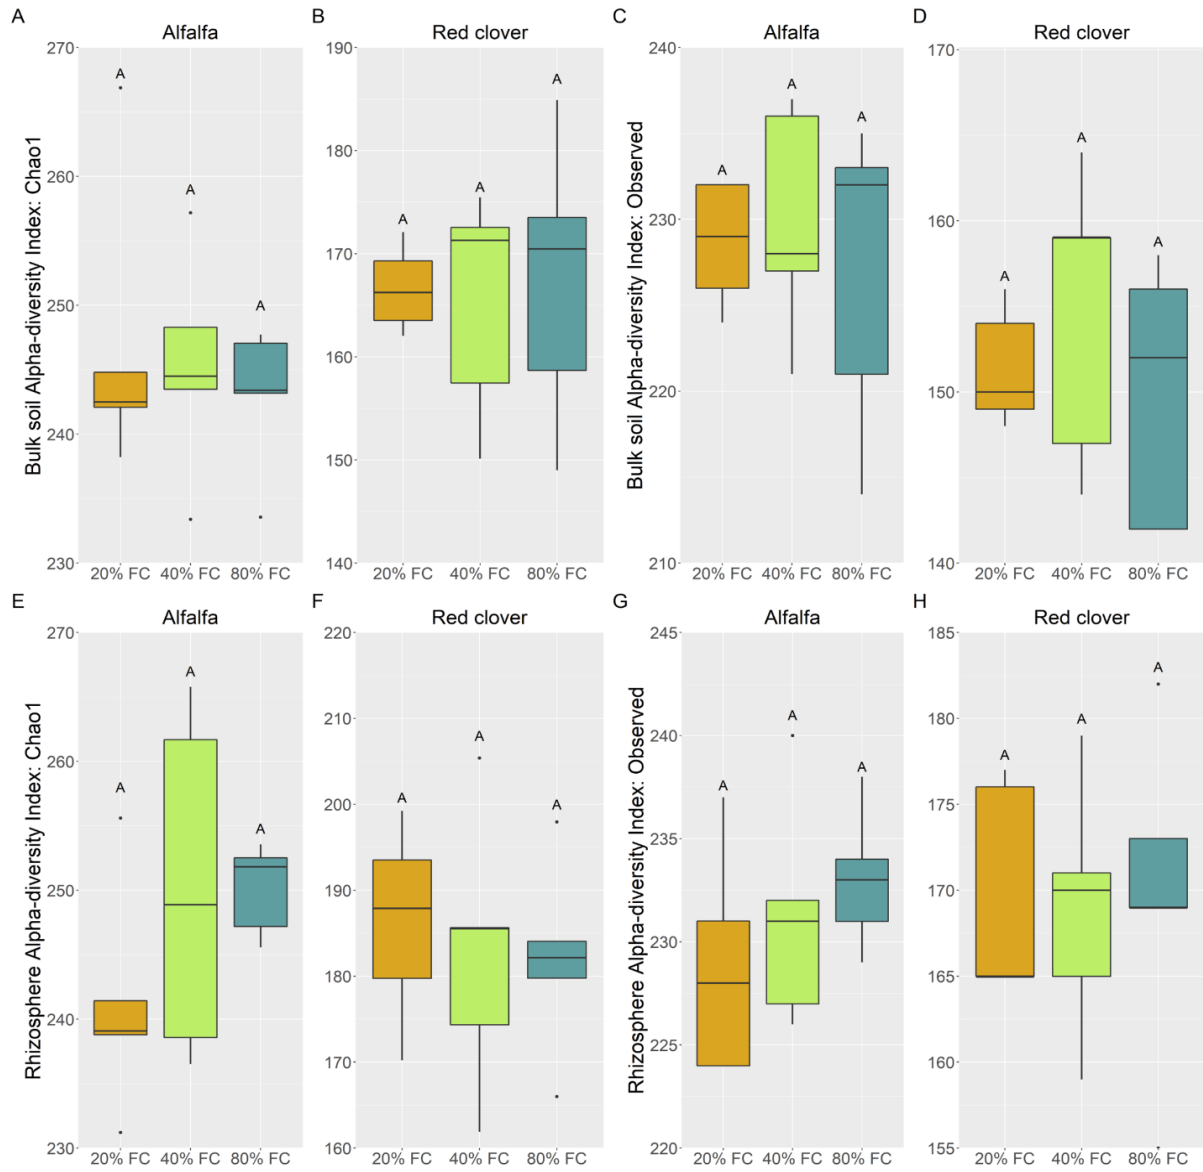 A
Alfalfa
Bulk soil Alpha-diversity Index: Chao1
270
260
250
240
230
A
A
A
20% FC
40% FC
80% FC
B
Red clover
190
180
170
160
150
140
A
A
A
20% FC
40% FC
80% FC
C
Alfalfa
Bulk soil Alpha-diversity Index: Observed
240
230
220
210
A
A
A
20% FC
40% FC
80% FC
D
Red clover
170
160
150
140
A
A
A
20% FC
40% FC
80% FC
E
Alfalfa
Rhizosphere Alpha-diversity Index: Chao1
270
260
250
240
230
A
A
A
20% FC
40% FC
80% FC
F
Red clover
220
210
200
190
180
170
160
A
A
A
20% FC
40% FC
80% FC
G
Alfalfa
Rhizosphere Alpha-diversity Index: Observed
245
240
235
230
225
220
A
A
A
20% FC
40% FC
80% FC
H
Red clover
185
180
175
170
165
160
155
A
A
A
20% FC
40% FC
80% FC